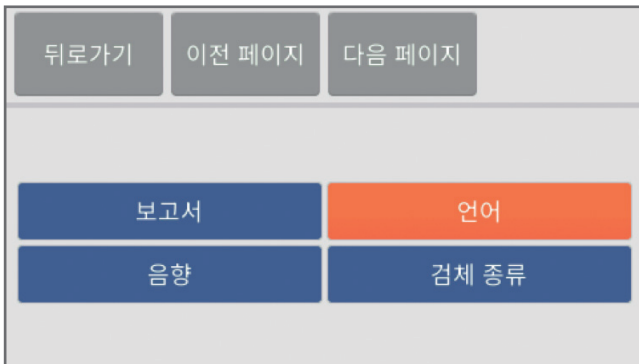 뒤로가기 이전 페이지 다음 페이지
보고서 언어
음향 검체 종류